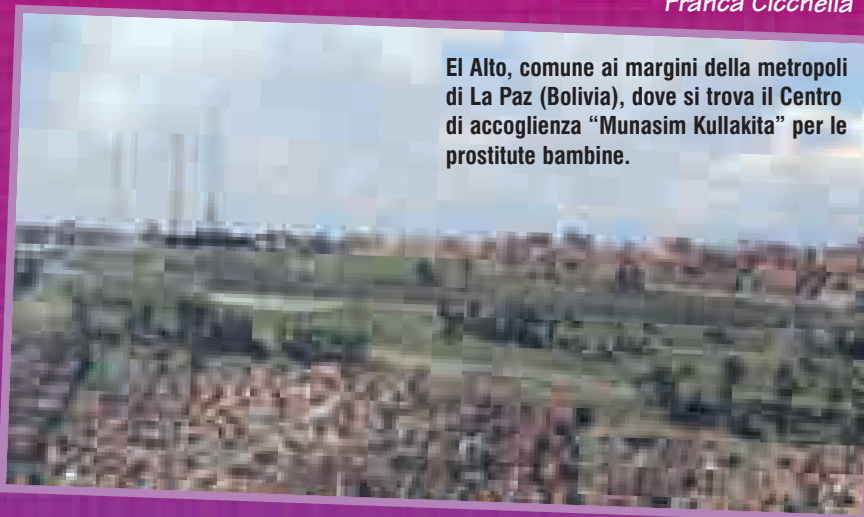 Franca Cicchella
El Alto, comune ai margini della metropoli
di La Paz (Bolivia), dove si trova il Centro
di accoglienza “Munasim Kullakita” per le
prostitute bambine.